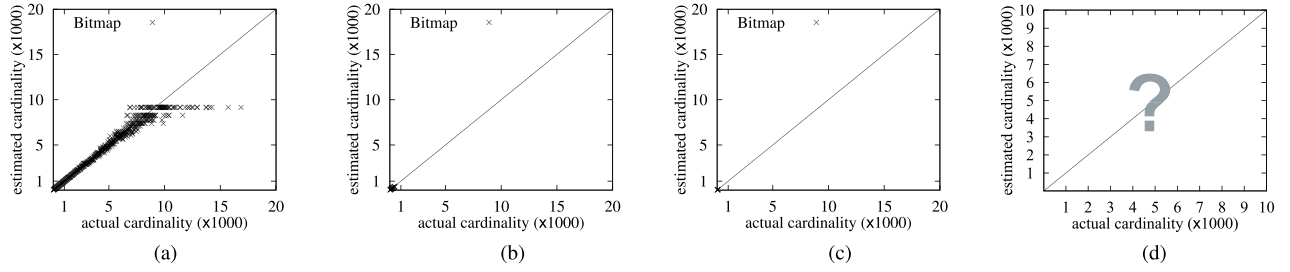 20
15
10
5
1
estimated cardinality (x1000)
Bitmap
1 5 10 15 20
actual cardinality (x1000)
(a)
20
15
10
5
1
estimated cardinality (x1000)
Bitmap
1 5 10 15 20
actual cardinality (x1000)
(b)
20
15
10
5
1
estimated cardinality (x1000)
Bitmap
1 5 10 15 20
actual cardinality (x1000)
(c)
10
9
8
7
6
5
4
3
2
1
estimated cardinality (x1000)
?
1 2 3 4 5 6 7 8 9 10
actual cardinality (x1000)
(d)